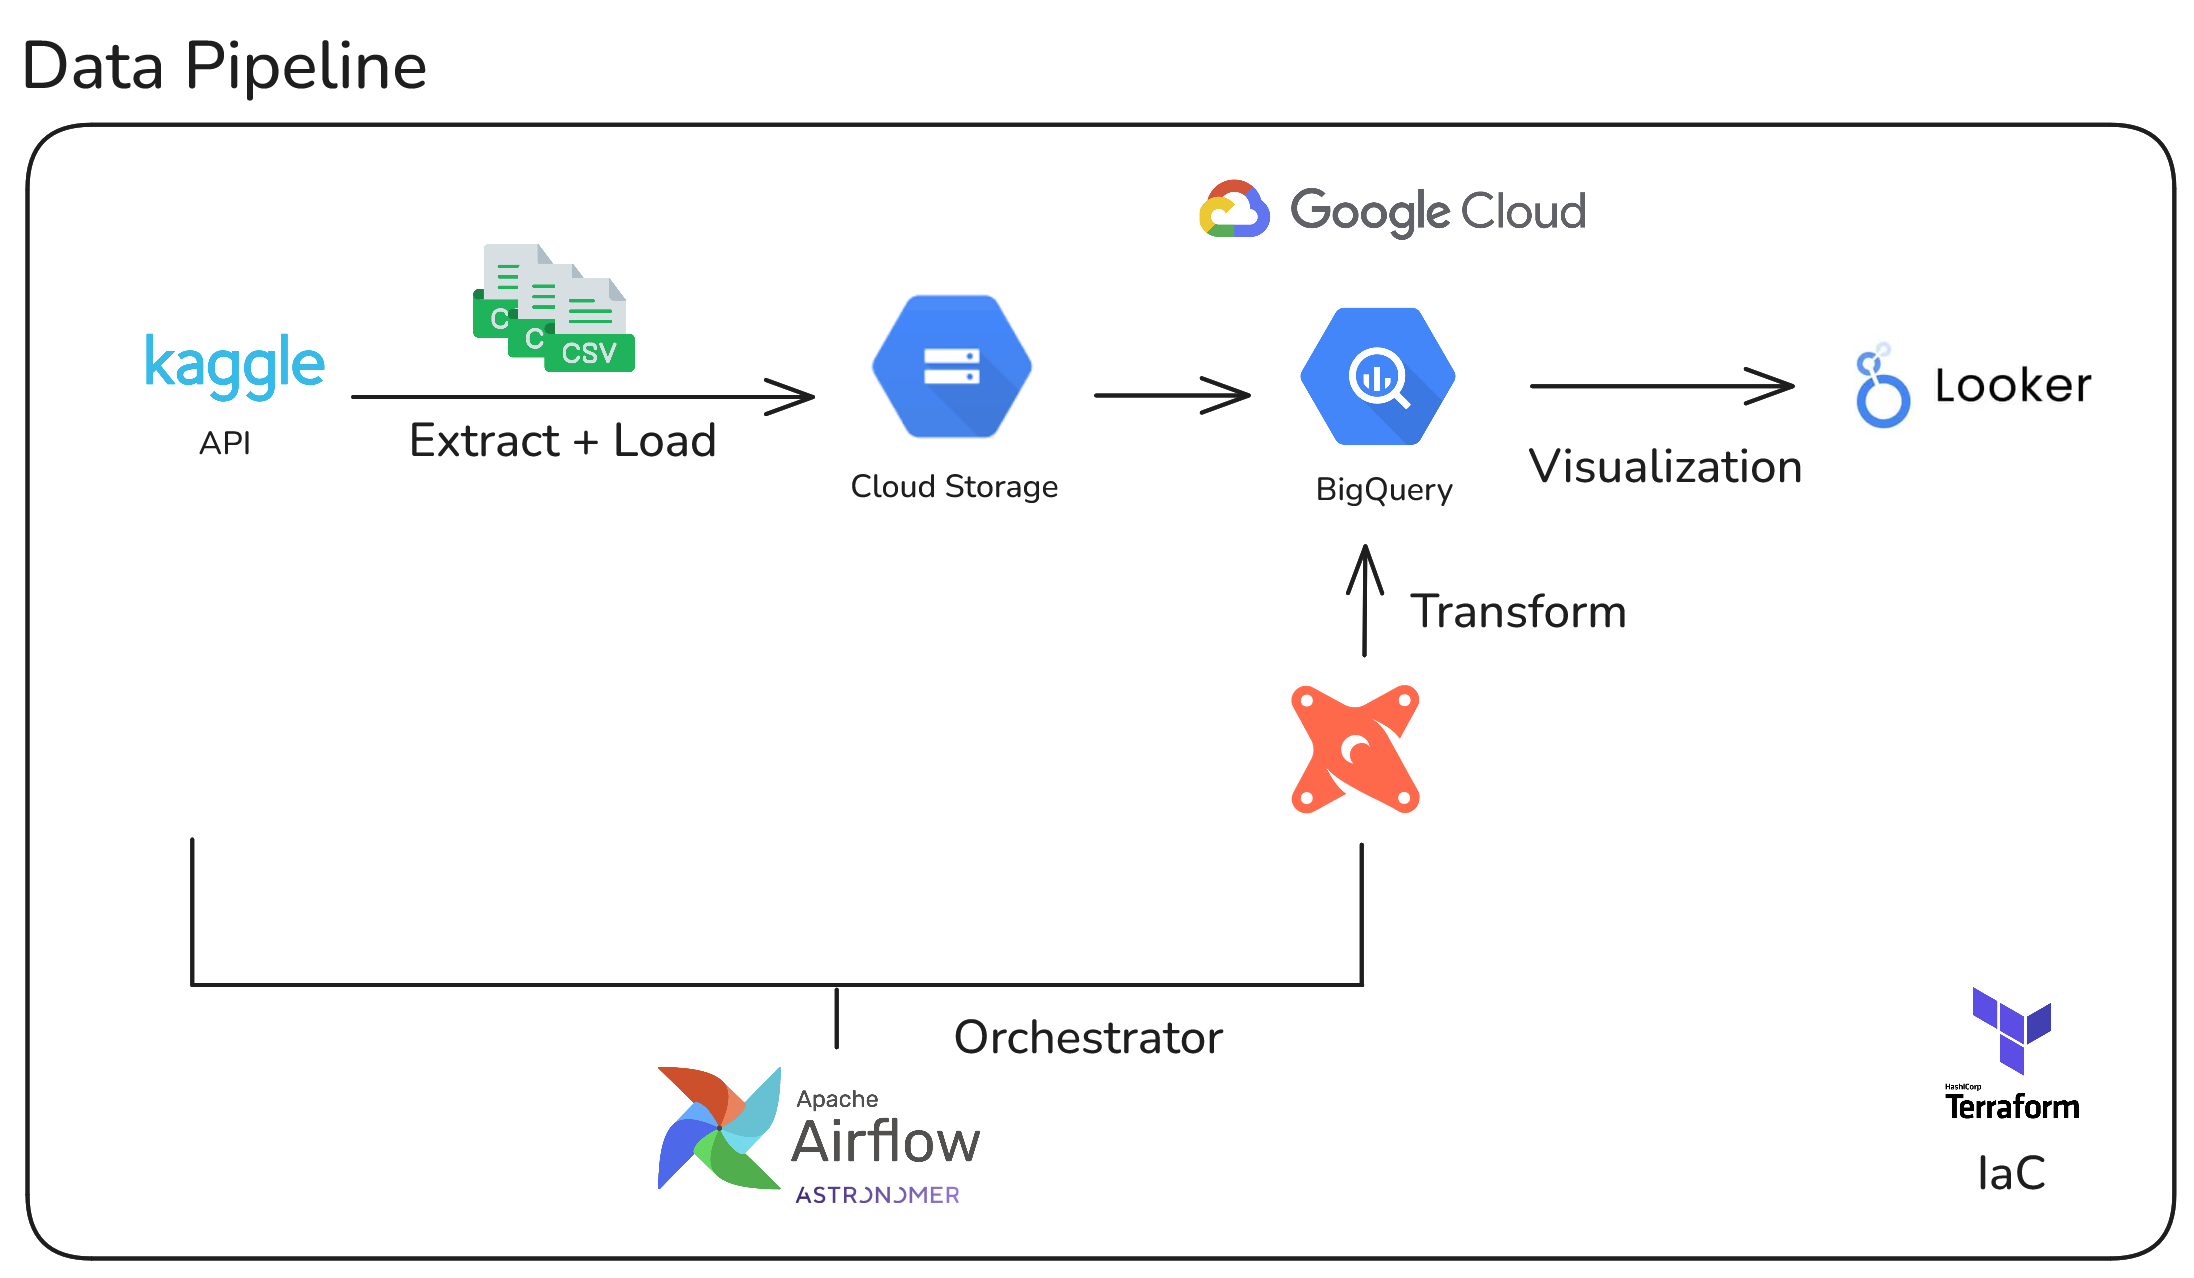 Data Pipeline
Google Cloud
C
C
CSV
kaggle
API
Extract + Load
Cloud Storage
BigQuery
Looker
Visualization
Transform
Orchestrator
Apache
Airflow
ASTRONOMER
HashiCorp
Terraform
IaC